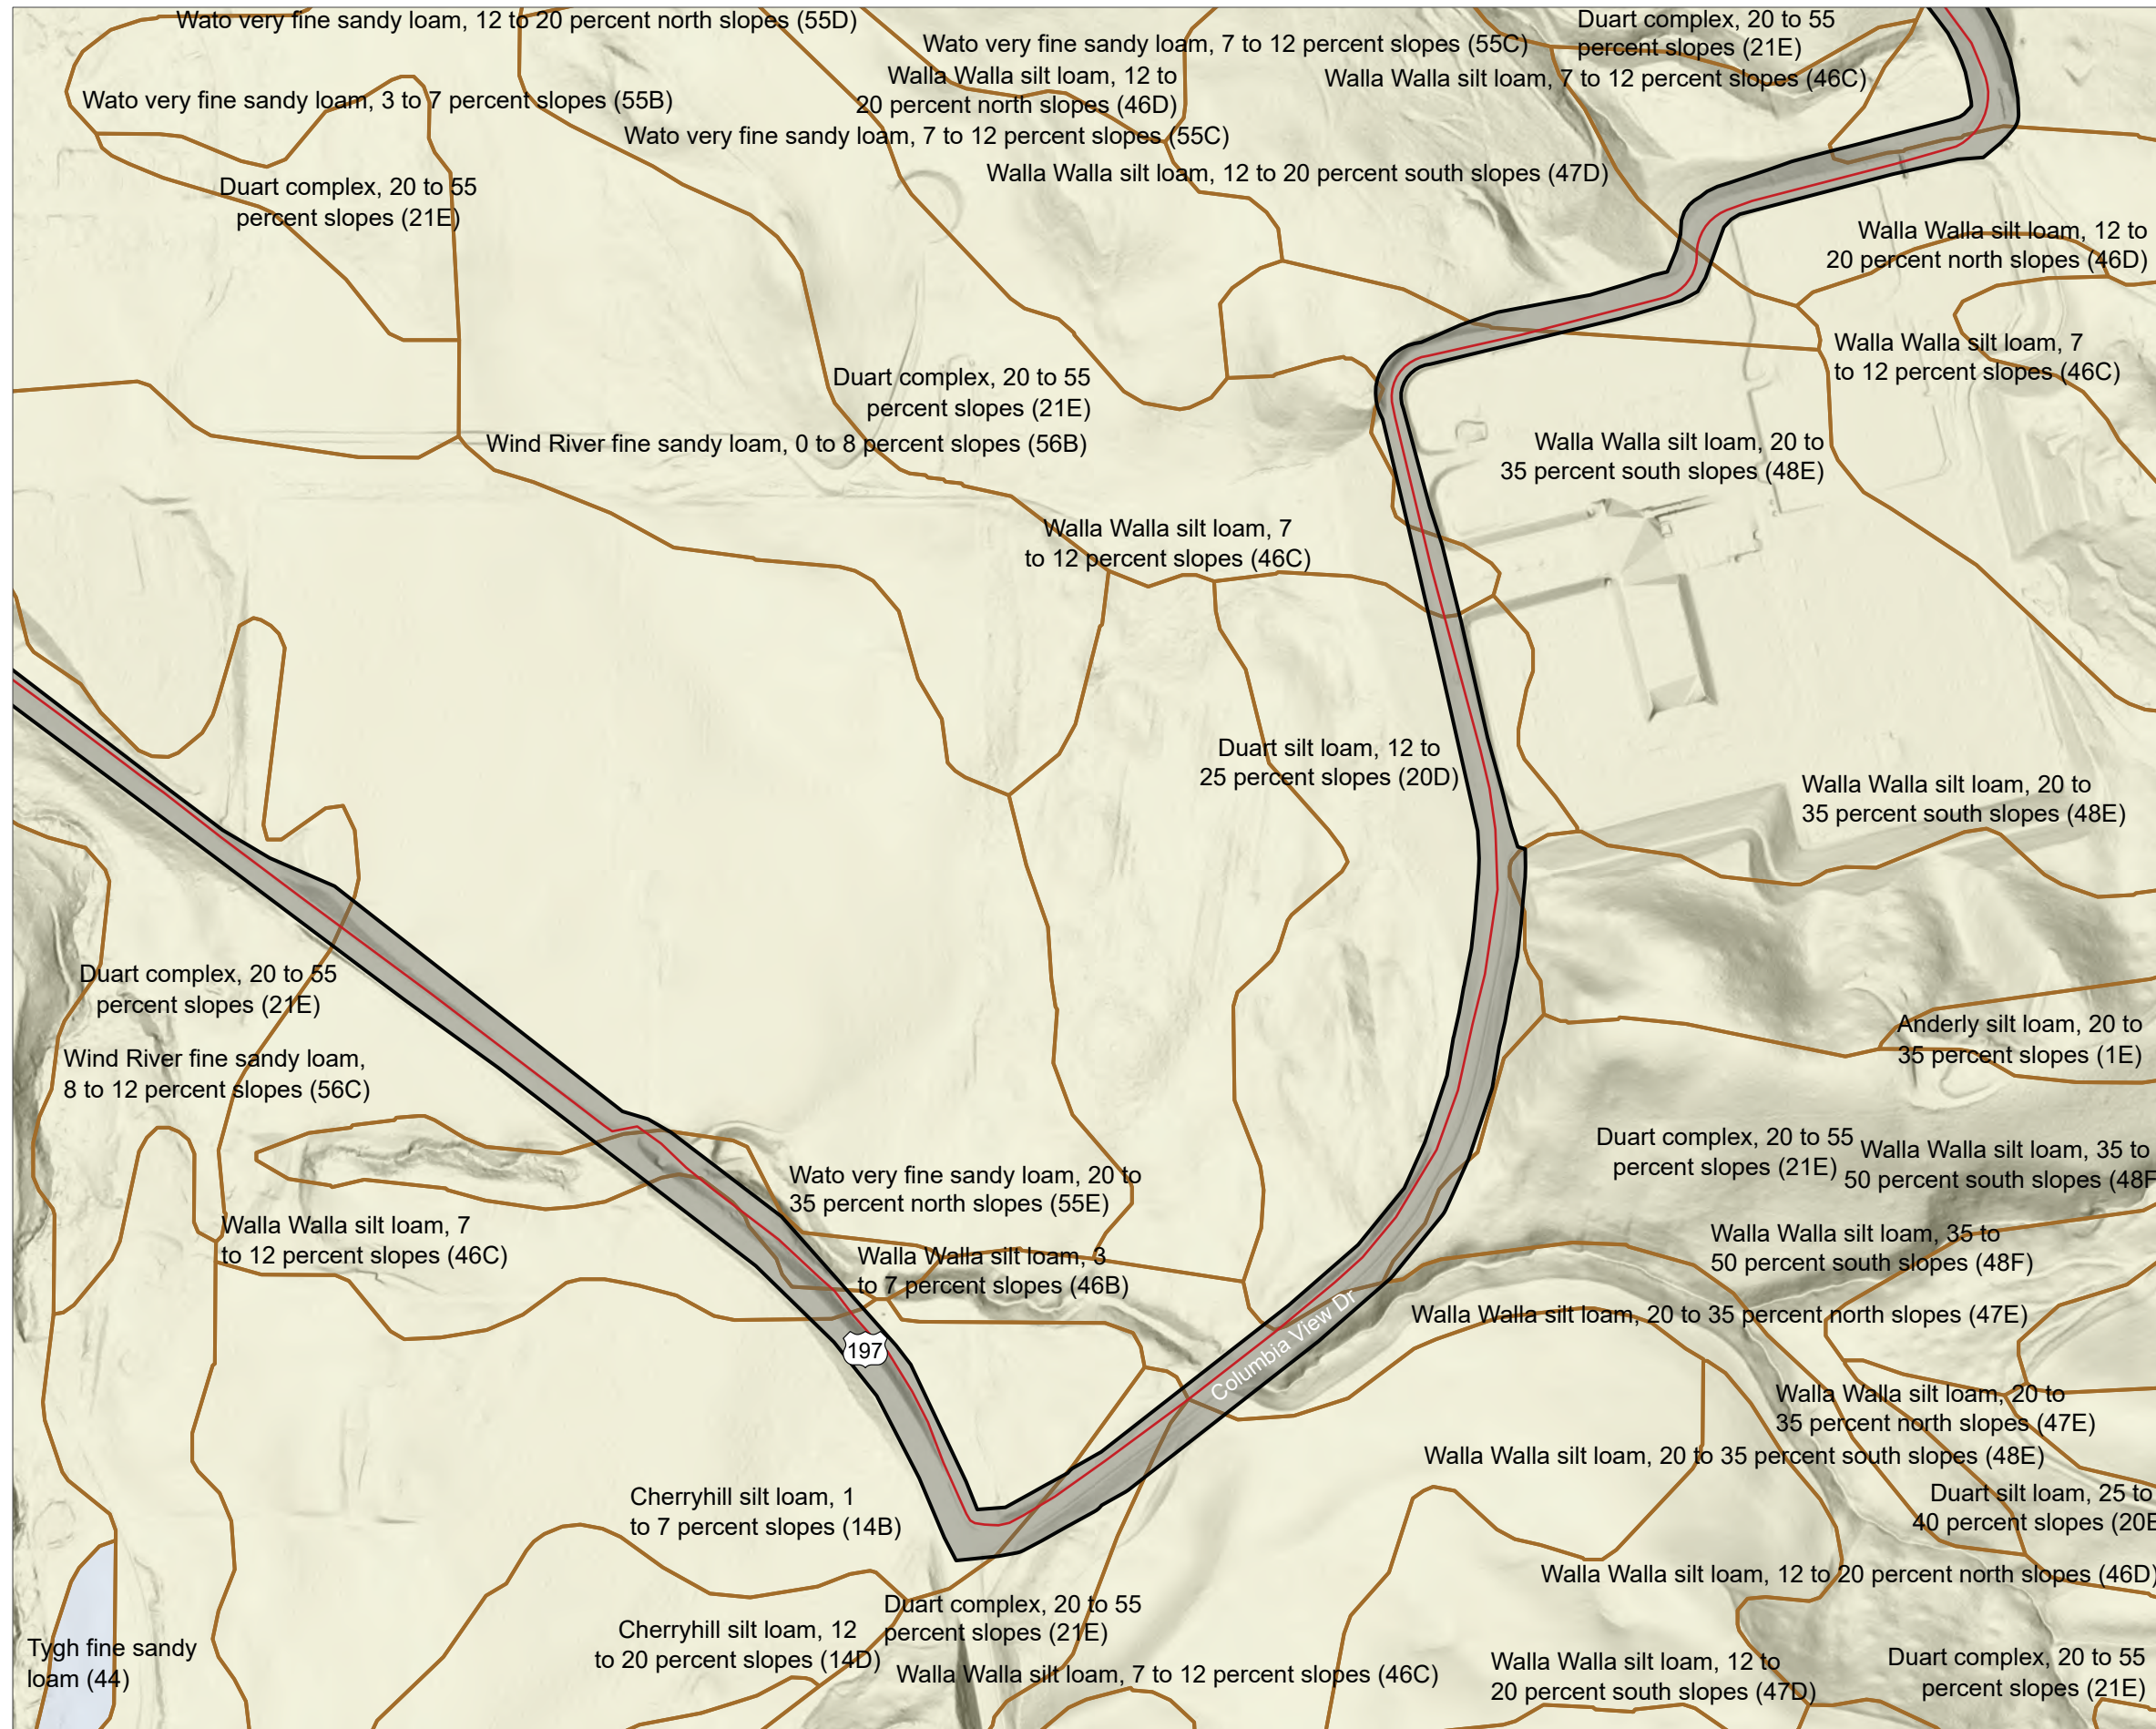 Wato very fine sandy loam, 12 to 20 percent north slopes (55D)
Duart complex, 20 to 55
percent slopes (21E)
Wato very fine sandy loam, 7 to 12 percent slopes (55C)
Walla Walla silt loam, 12 to
20 percent north slopes (46D)
Walla Walla silt loam, 7 to 12 percent slopes (46C)
Wato very fine sandy loam, 3 to 7 percent slopes (55B)
Wato very fine sandy loam, 7 to 12 percent slopes (55C)
Walla Walla silt loam, 12 to 20 percent south slopes (47D)
Duart complex, 20 to 55
percent slopes (21E)
Walla Walla silt loam, 12 to
20 percent north slopes (46D)
Walla Walla silt loam, 7
to 12 percent slopes (46C)
Duart complex, 20 to 55
percent slopes (21E)
Wind River fine sandy loam, 0 to 8 percent slopes (56B)
Walla Walla silt loam, 20 to
35 percent south slopes (48E)
Walla Walla silt loam, 7
to 12 percent slopes (46C)
Duart silt loam, 12 to
25 percent slopes (20D)
Walla Walla silt loam, 20 to
35 percent south slopes (48E)
Duart complex, 20 to 55
percent slopes (21E)
Anderly silt loam, 20 to
35 percent slopes (1E)
Wind River fine sandy loam,
8 to 12 percent slopes (56C)
Duart complex, 20 to 55
percent slopes (21E)
Walla Walla silt loam, 35 to
50 percent south slopes (48F
Wato very fine sandy loam, 20 to
35 percent north slopes (55E)
Walla Walla silt loam, 7
to 12 percent slopes (46C)
Walla Walla silt loam, 35 to
50 percent south slopes (48F)
Walla Walla silt loam, 3
to 7 percent slopes (46B)
Walla Walla silt loam, 20 to 35 percent north slopes (47E)
197
Columbia View Dr
Walla Walla silt loam, 20 to
35 percent north slopes (47E)
Walla Walla silt loam, 20 to 35 percent south slopes (48E)
Cherryhill silt loam, 1
to 7 percent slopes (14B)
Duart silt loam, 25 to
40 percent slopes (20E
Walla Walla silt loam, 12 to 20 percent north slopes (46D)
Duart complex, 20 to 55
percent slopes (21E)
Cherryhill silt loam, 12
to 20 percent slopes (14D)
Tygh fine sandy
loam (44)
Walla Walla silt loam, 7 to 12 percent slopes (46C)
Walla Walla silt loam, 12 to
20 percent south slopes (47D)
Duart complex, 20 to 55
percent slopes (21E)